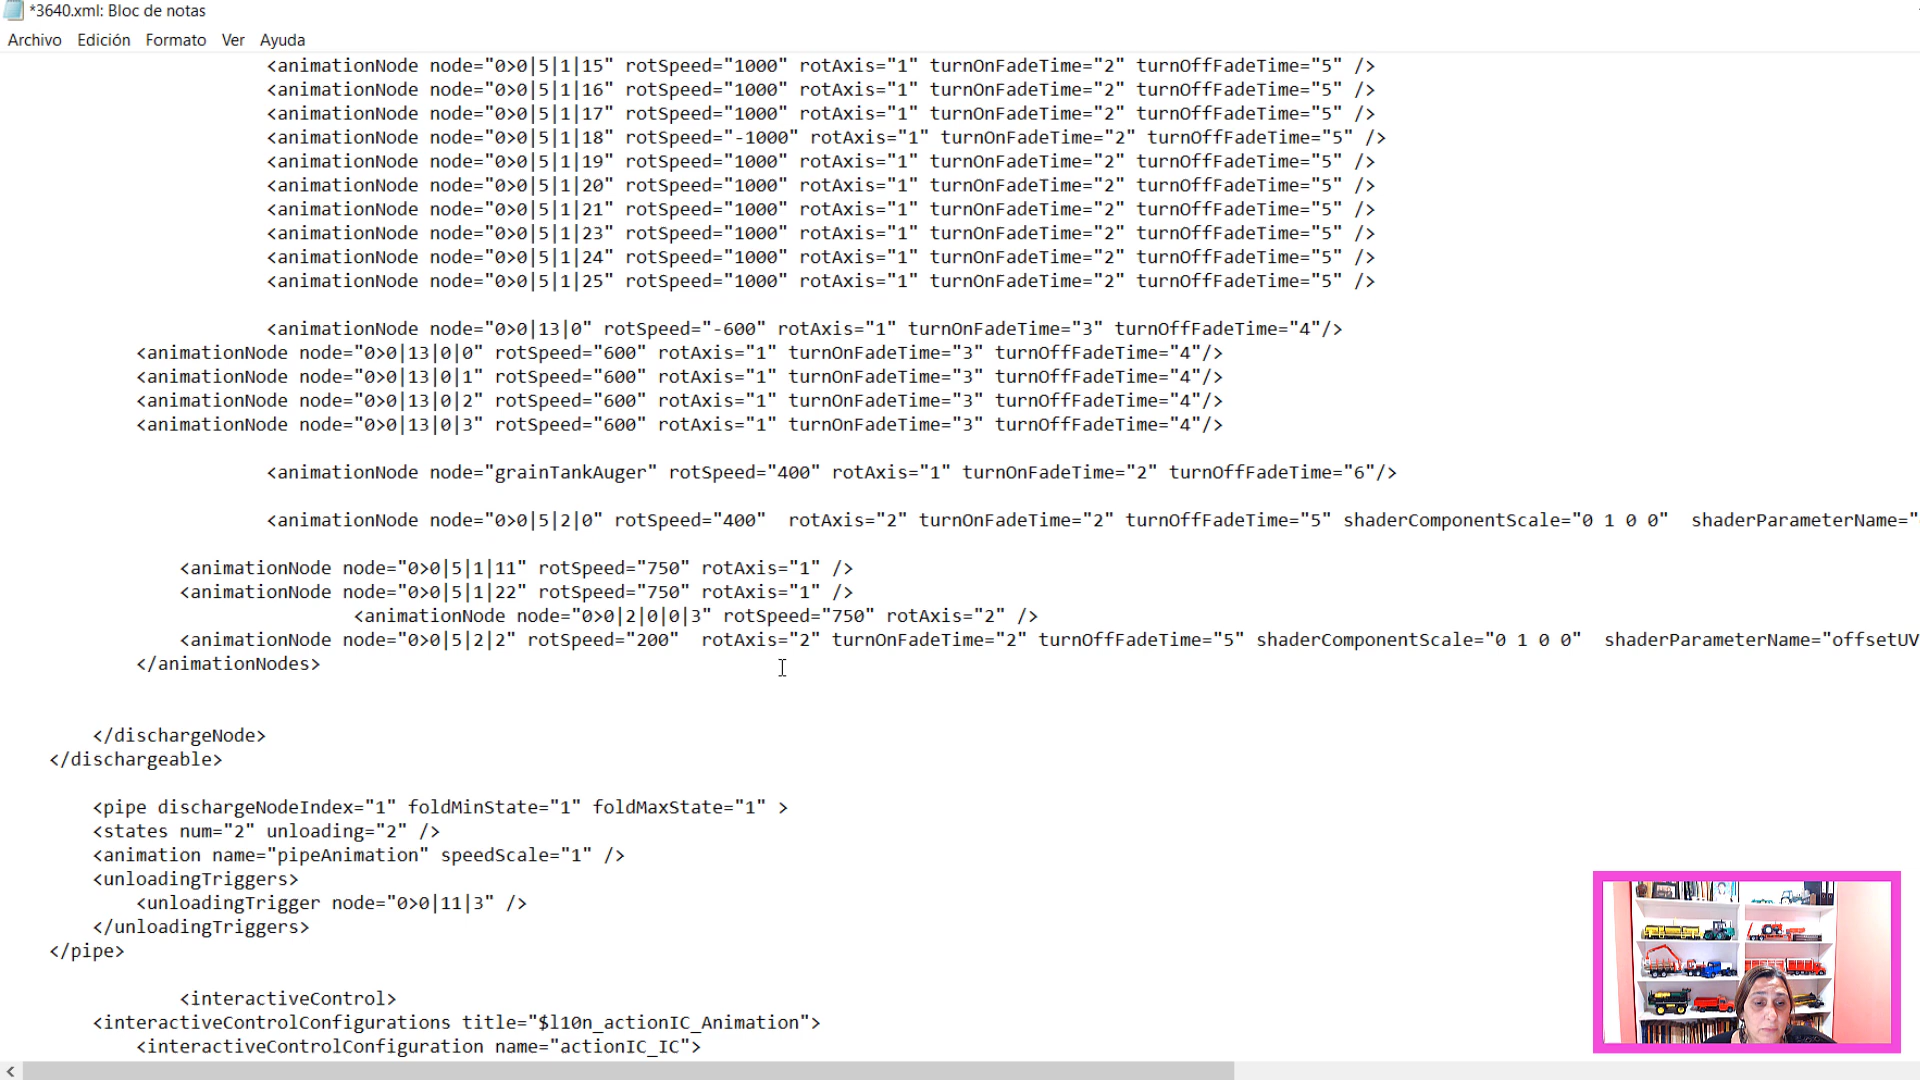 *3640.xml: Bloc de notas
Archivo Edición Formato Ver Ayuda
<animationNode node="0>0|5|1|15" rotSpeed="1000" rotAxis="1" turnOnFadeTime="2" turnOffFadeTime="5" />
<animationNode node="0>0|5|1|16" rotSpeed="1000" rotAxis="1" turnOnFadeTime="2" turnOffFadeTime="5" />
<animationNode node="0>0|5|1|17" rotSpeed="1000" rotAxis="1" turnOnFadeTime="2" turnOffFadeTime="5" />
<animationNode node="0>0|5|1|18" rotSpeed="-1000" rotAxis="1" turnOnFadeTime="2" turnOffFadeTime="5" />
<animationNode node="0>0|5|1|19" rotSpeed="1000" rotAxis="1" turnOnFadeTime="2" turnOffFadeTime="5" />
<animationNode node="0>0|5|1|20" rotSpeed="1000" rotAxis="1" turnOnFadeTime="2" turnOffFadeTime="5" />
<animationNode node="0>0|5|1|21" rotSpeed="1000" rotAxis="1" turnOnFadeTime="2" turnOffFadeTime="5" />
<animationNode node="0>0|5|1|23" rotSpeed="1000" rotAxis="1" turnOnFadeTime="2" turnOffFadeTime="5" />
<animationNode node="0>0|5|1|24" rotSpeed="1000" rotAxis="1" turnOnFadeTime="2" turnOffFadeTime="5" />
<animationNode node="0>0|5|1|25" rotSpeed="1000" rotAxis="1" turnOnFadeTime="2" turnOffFadeTime="5" />
<animationNode node="0>0|13|0" rotSpeed="-600" rotAxis="1" turnOnFadeTime="3" turnOffFadeTime="4"/>
<animationNode node="0>0|13|0|0" rotSpeed="600" rotAxis="1" turnOnFadeTime="3" turnOffFadeTime="4"/>
<animationNode node="0>0|13|0|1" rotSpeed="600" rotAxis="1" turnOnFadeTime="3" turnOffFadeTime="4"/>
<animationNode node="0>0|13|0|2" rotSpeed="600" rotAxis="1" turnOnFadeTime="3" turnOffFadeTime="4"/>
<animationNode node="0>0|13|0|3" rotSpeed="600" rotAxis="1" turnOnFadeTime="3" turnOffFadeTime="4"/>
<animationNode node="grainTankAuger" rotSpeed="400" rotAxis="1" turnOnFadeTime="2" turnOffFadeTime="6"/>
<animationNode node="0>0|5|2|0" rotSpeed="400"  rotAxis="2" turnOnFadeTime="2" turnOffFadeTime="5" shaderComponentScale="0 1 0 0"  shaderParameterName="
<animationNode node="0>0|5|1|11" rotSpeed="750" rotAxis="1" />
<animationNode node="0>0|5|1|22" rotSpeed="750" rotAxis="1" />
<animationNode node="0>0|2|0|0|3" rotSpeed="750" rotAxis="2" />
<animationNode node="0>0|5|2|2" rotSpeed="200"  rotAxis="2" turnOnFadeTime="2" turnOffFadeTime="5" shaderComponentScale="0 1 0 0"  shaderParameterName="offsetUV
</animationNodes>
</dischargeNode>
</dischargeable>
<pipe dischargeNodeIndex="1" foldMinState="1" foldMaxState="1" >
<states num="2" unloading="2" />
<animation name="pipeAnimation" speedScale="1" />
<unloadingTriggers>
<unloadingTrigger node="0>0|11|3" />
</unloadingTriggers>
</pipe>
<interactiveControl>
<interactiveControlConfigurations title="$l10n_actionIC_Animation">
<interactiveControlConfiguration name="actionIC_IC">